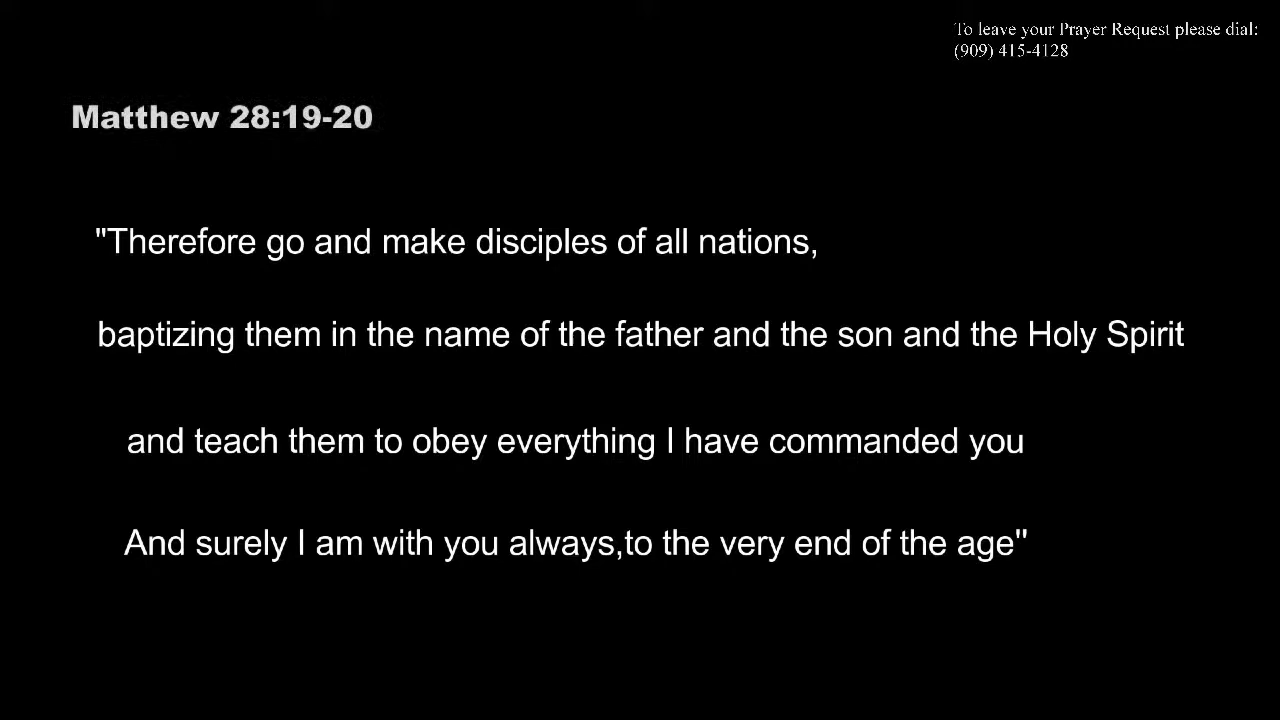 To leave your Prayer Request please dial:
(909) 415-4128
Matthew 28:19-20
"Therefore go and make disciples of all nations,
baptizing them in the name of the father and the son and the Holy Spirit
and teach them to obey everything I have commanded you
And surely I am with you always,to the very end of the age"